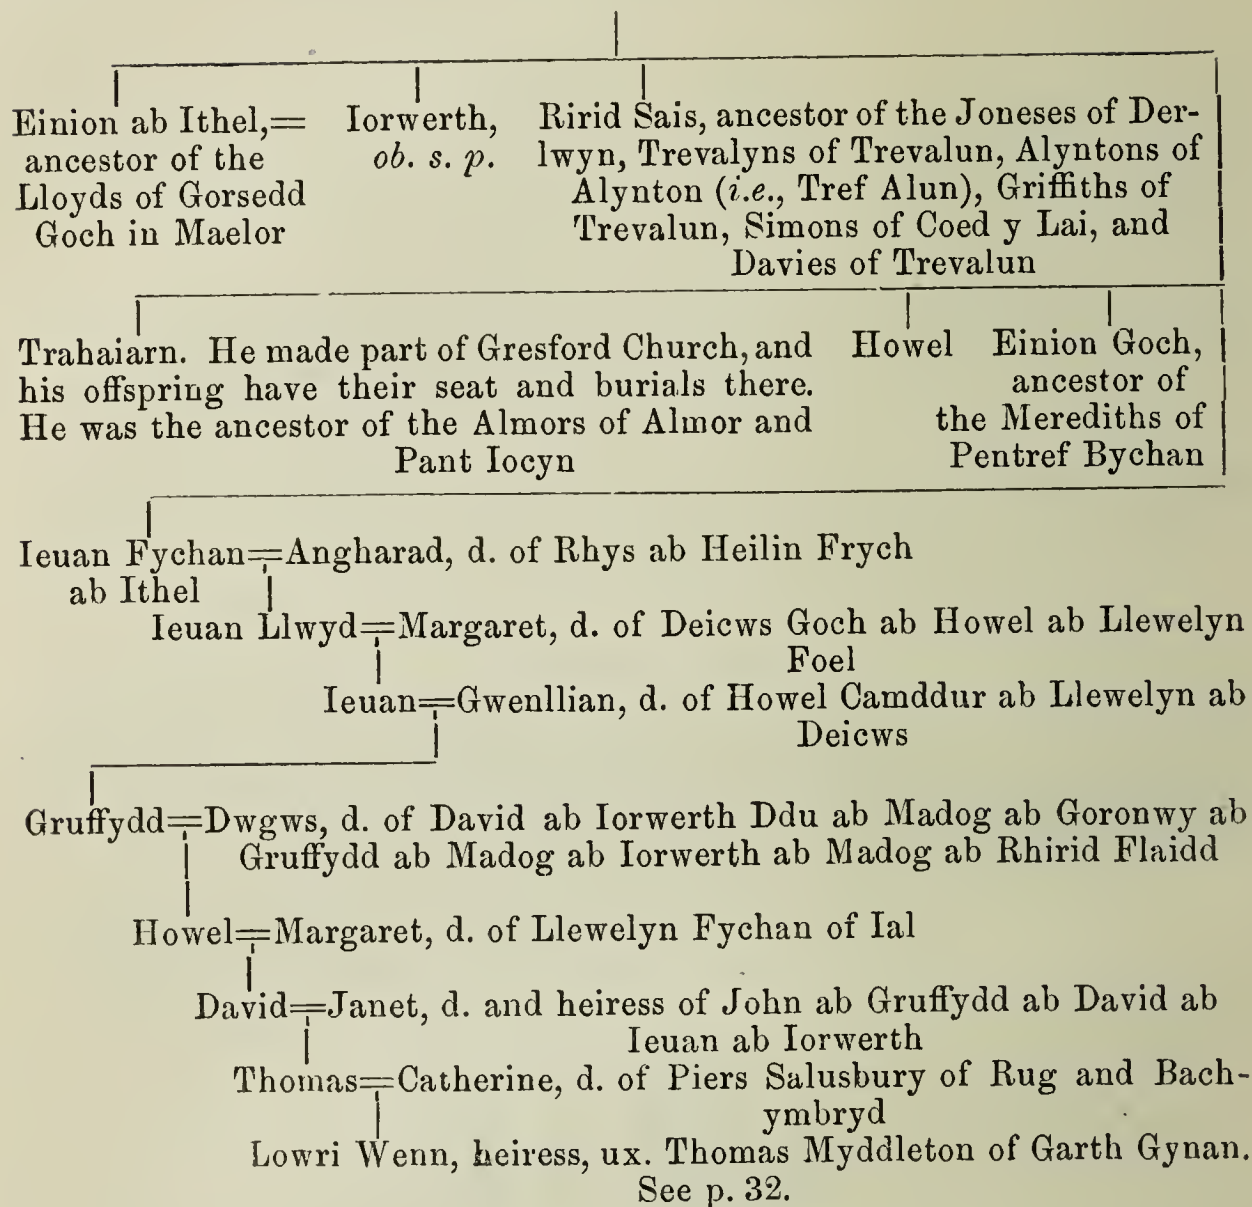 Einion ab Ithel,=
ancestor of the
Lloyds of Gorsedd
Goch in Maelor
Iorwerth,
ob. s. p.
Ririd Sais, ancestor of the Joneses of Der-
lwyn, Trevalyns of Trevalun, Alyntons of
Alynton (i.e., Tref Alun), Griffiths of
Trevalun, Simons of Coed y Lai, and
Davies of Trevalun
Trahaiarn. He made part of Gresford Church, and
his offspring have their seat and burials there.
He was the ancestor of the Almors of Almor and
Pant Iocyn
Howel
Einion Goch,
ancestor of
the Merediths of
Pentref Bychan
Ieuan Fychan=Angharad, d. of Rhys ab Heilin Frych
ab Ithel
Ieuan Llwyd=Margaret, d. of Deicws Goch ab Howel ab Llewelyn
Foel
Ieuan=Gwenllian, d. of Howel Camddur ab Llewelyn ab
Deicws
Gruffydd=Dwgws, d. of David ab Iorwerth Ddu ab Madog ab Goronwy ab
Gruffydd ab Madog ab Iorwerth ab Madog ab Rhirid Flaidd
Howel=Margaret, d. of Llewelyn Fychan of Ial
David=Janet, d. and heiress of John ab Gruffydd ab David ab
Ieuan ab Iorwerth
Thomas=Catherine, d. of Piers Salusbury of Rug and Bach-
ymbryd
Lowri Wenn, heiress, ux. Thomas Myddleton of Garth Gynan.
See p. 32.